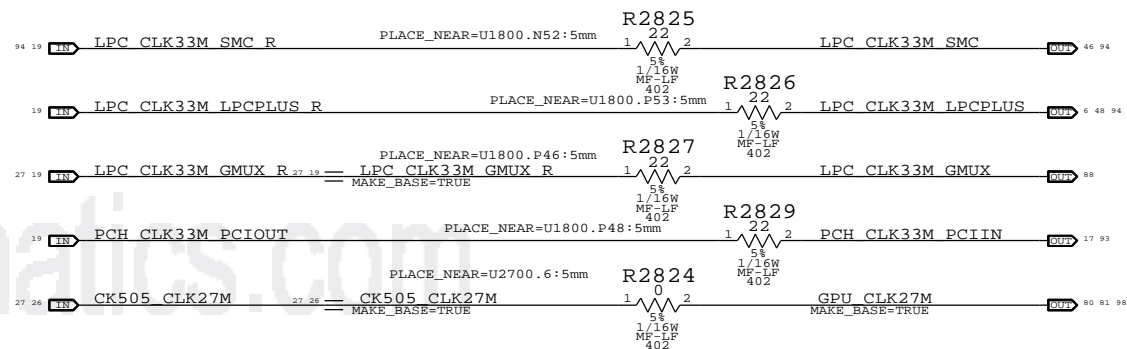 R2825
PLACE_NEAR=U1800.N52:5mm 22
94 19 IN LPC_CLK33M_SMC_R 1 2 LPC_CLK33M_SMC OUT 46 94
5%
1/16W
MF-LF
402
R2826
PLACE_NEAR=U1800.P53:5mm 22
19 IN LPC_CLK33M_LPCPLUS_R 1 2 LPC_CLK33M_LPCPLUS OUT 6 48 94
5%
1/16W
MF-LF
402
R2827
PLACE_NEAR=U1800.P46:5mm 22
27 19 IN LPC_CLK33M_GMUX_R 27 19 LPC_CLK33M_GMUX_R 1 2 LPC_CLK33M_GMUX OUT 88
MAKE_BASE=TRUE
5%
1/16W
MF-LF
402
R2829
PLACE_NEAR=U1800.P48:5mm 22
19 IN PCH_CLK33M_PCIOUT 1 2 PCH_CLK33M_PCIIN OUT 17 93
5%
1/16W
MF-LF
402
R2824
PLACE_NEAR=U2700.6:5mm 0
27 26 IN CK505_CLK27M 27 26 CK505_CLK27M 1 2 GPU_CLK27M OUT 80 81 98
MAKE_BASE=TRUE MAKE_BASE=TRUE
5%
1/16W
MF-LF
402
matics.com